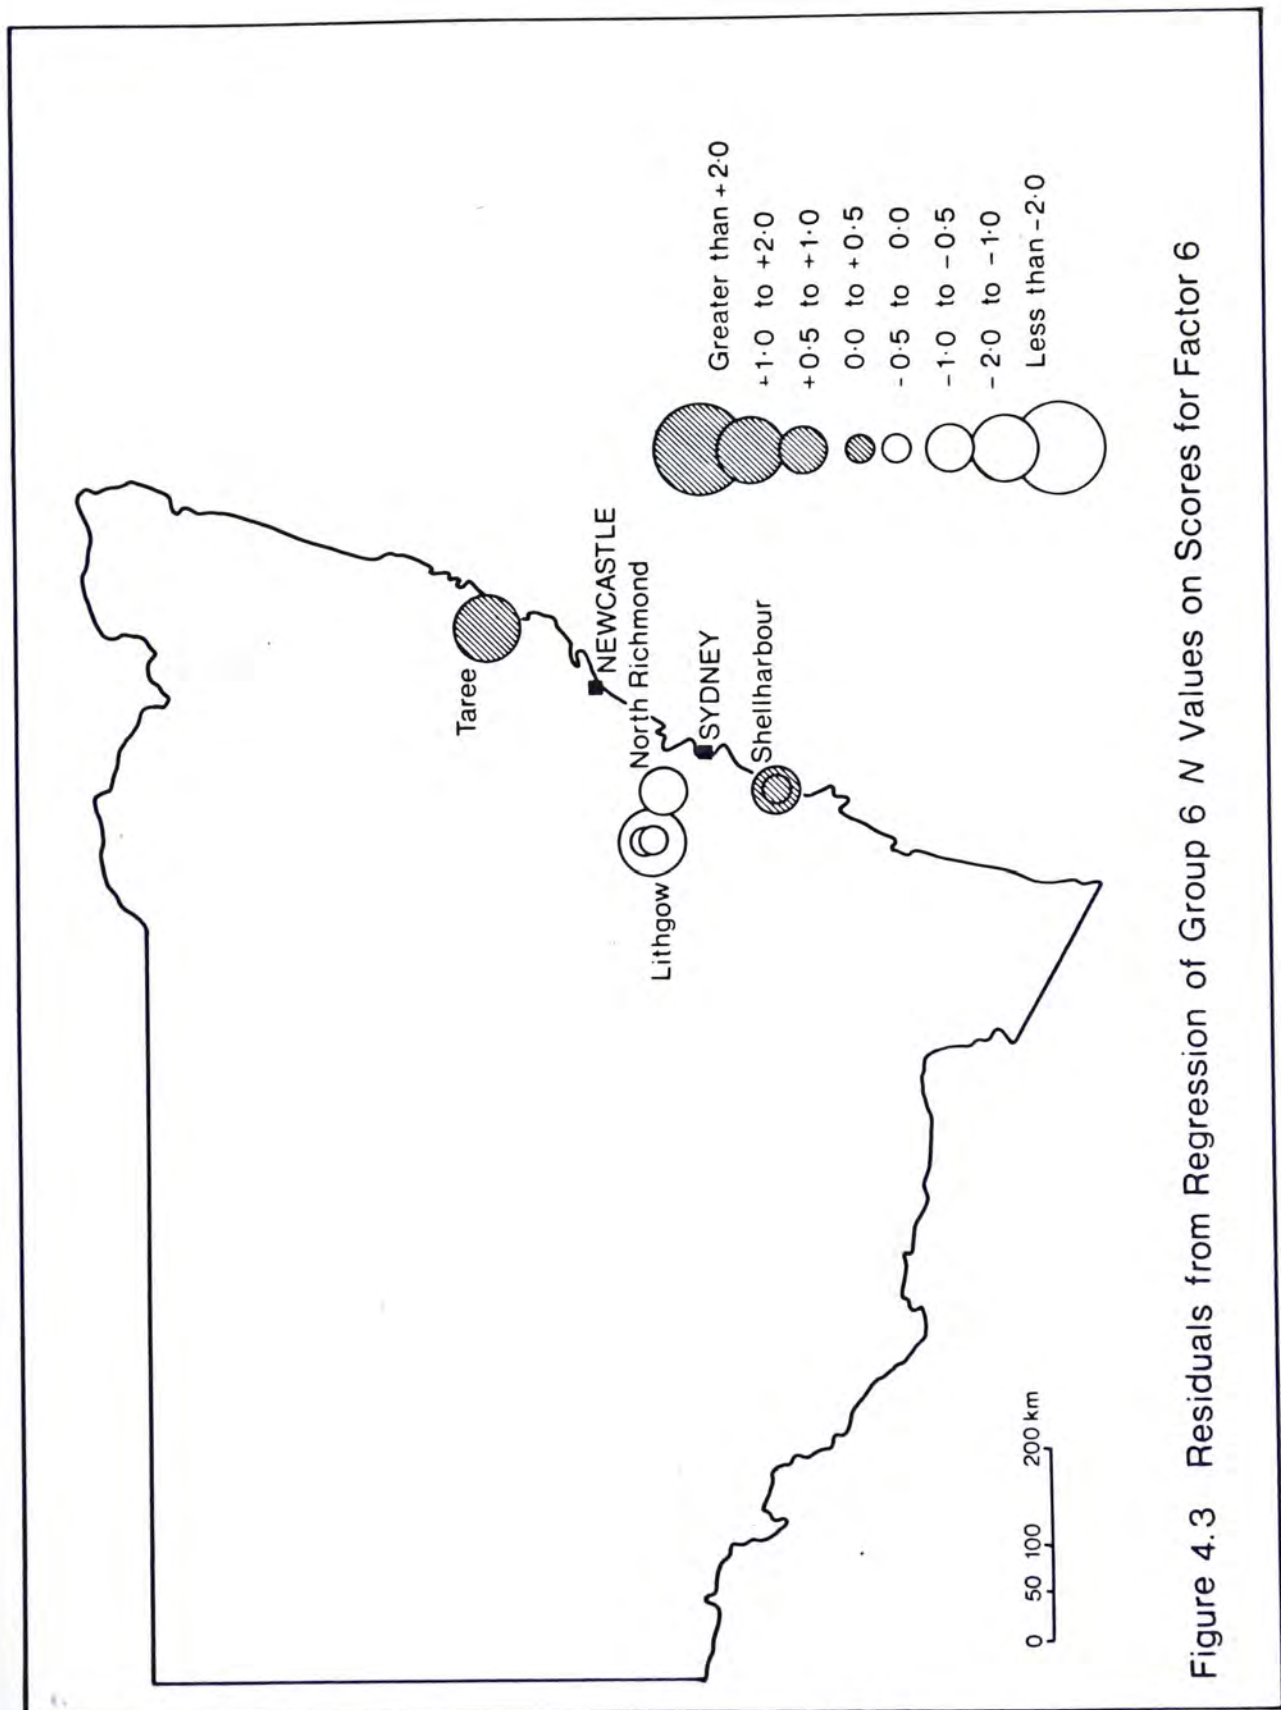 Taree
NEWCASTLE
North Richmond
SYDNEY
Lithgow
Shellharbour
Greater than +2·0
+1·0 to +2·0
+0·5 to +1·0
0·0 to +0·5
-0·5 to 0·0
-1·0 to -0·5
-2·0 to -1·0
Less than -2·0
0 50 100 200 km
Figure 4.3 Residuals from Regression of Group 6 N Values on Scores for Factor 6